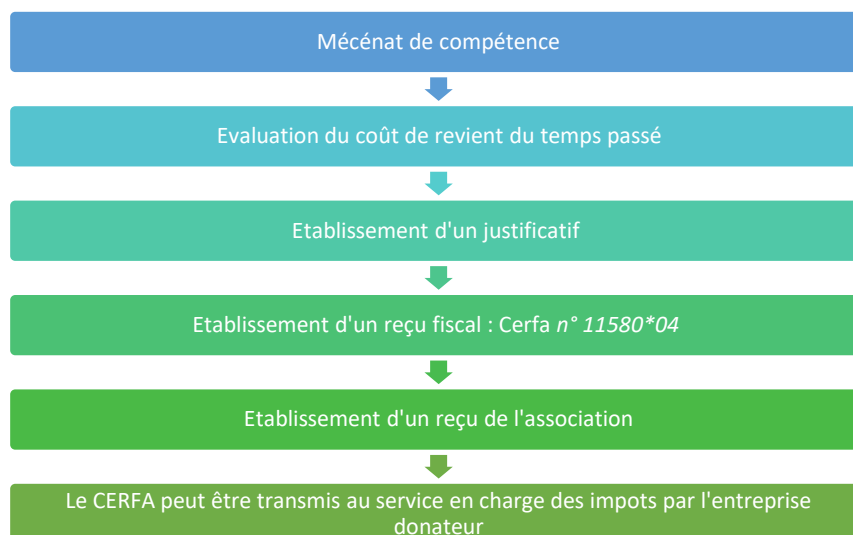 Mécénat de compétence
Evaluation du coût de revient du temps passé
Etablissement d'un justificatif
Etablissement d'un reçu fiscal : Cerfa n° 11580*04
Etablissement d'un reçu de l'association
Le CERFA peut être transmis au service en charge des impots par l'entreprise
donateur